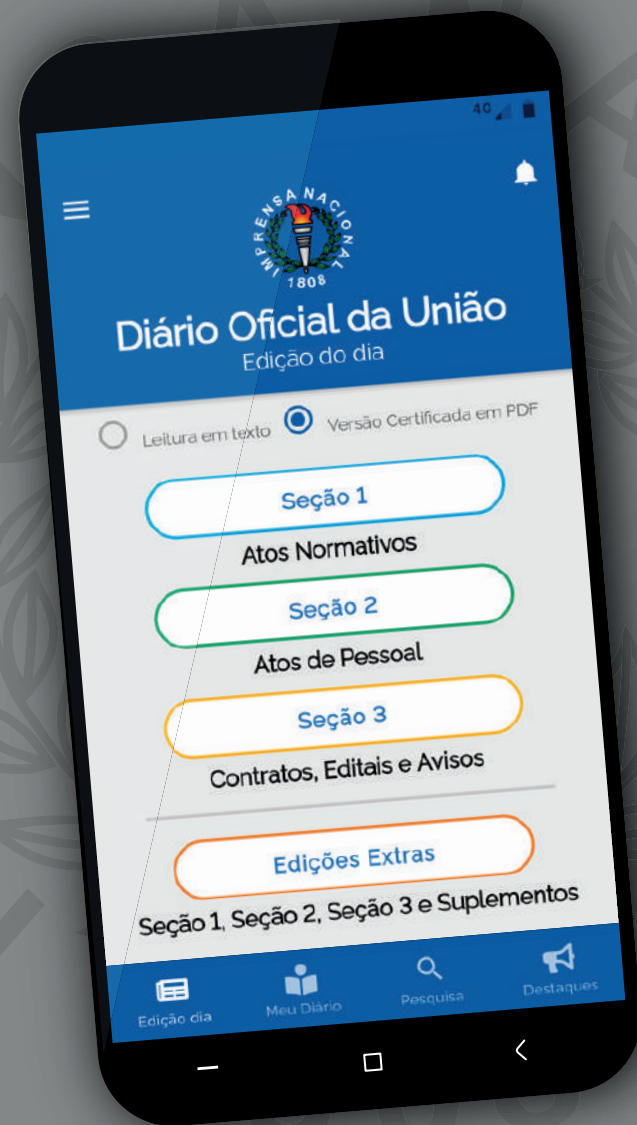 4G
IMPRENSA NACIONAL
1808
Diário Oficial da União
Edição do dia
Leitura em texto Versão Certificada em PDF
Seção 1
Atos Normativos
Seção 2
Atos de Pessoal
Seção 3
Contratos, Editais e Avisos
Edições Extras
Seção 1, Seção 2, Seção 3 e Suplementos
Edição dia Meu Diário Pesquisa Destaques